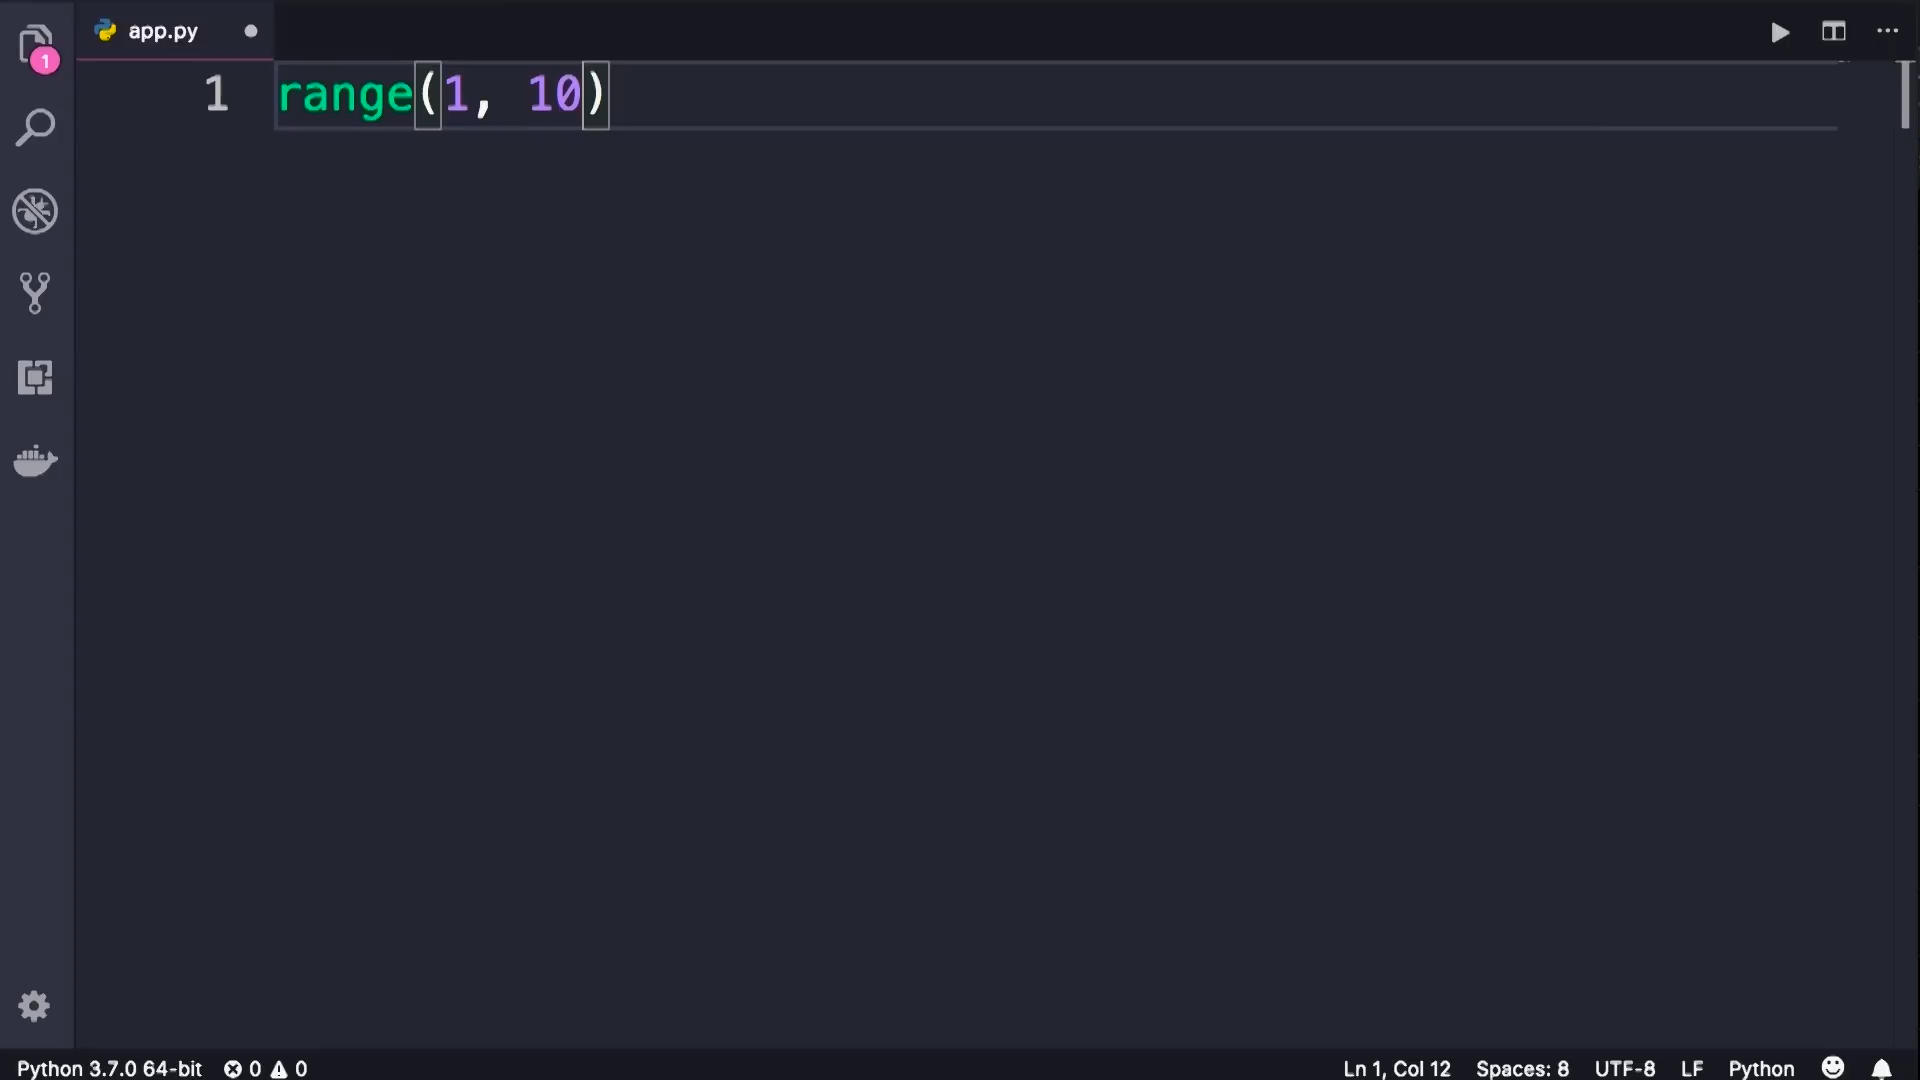 app.py
1
1 range(1, 10)
Python 3.7.0 64-bit 0 0 Ln 1, Col 12 Spaces: 8 UTF-8 LF Python